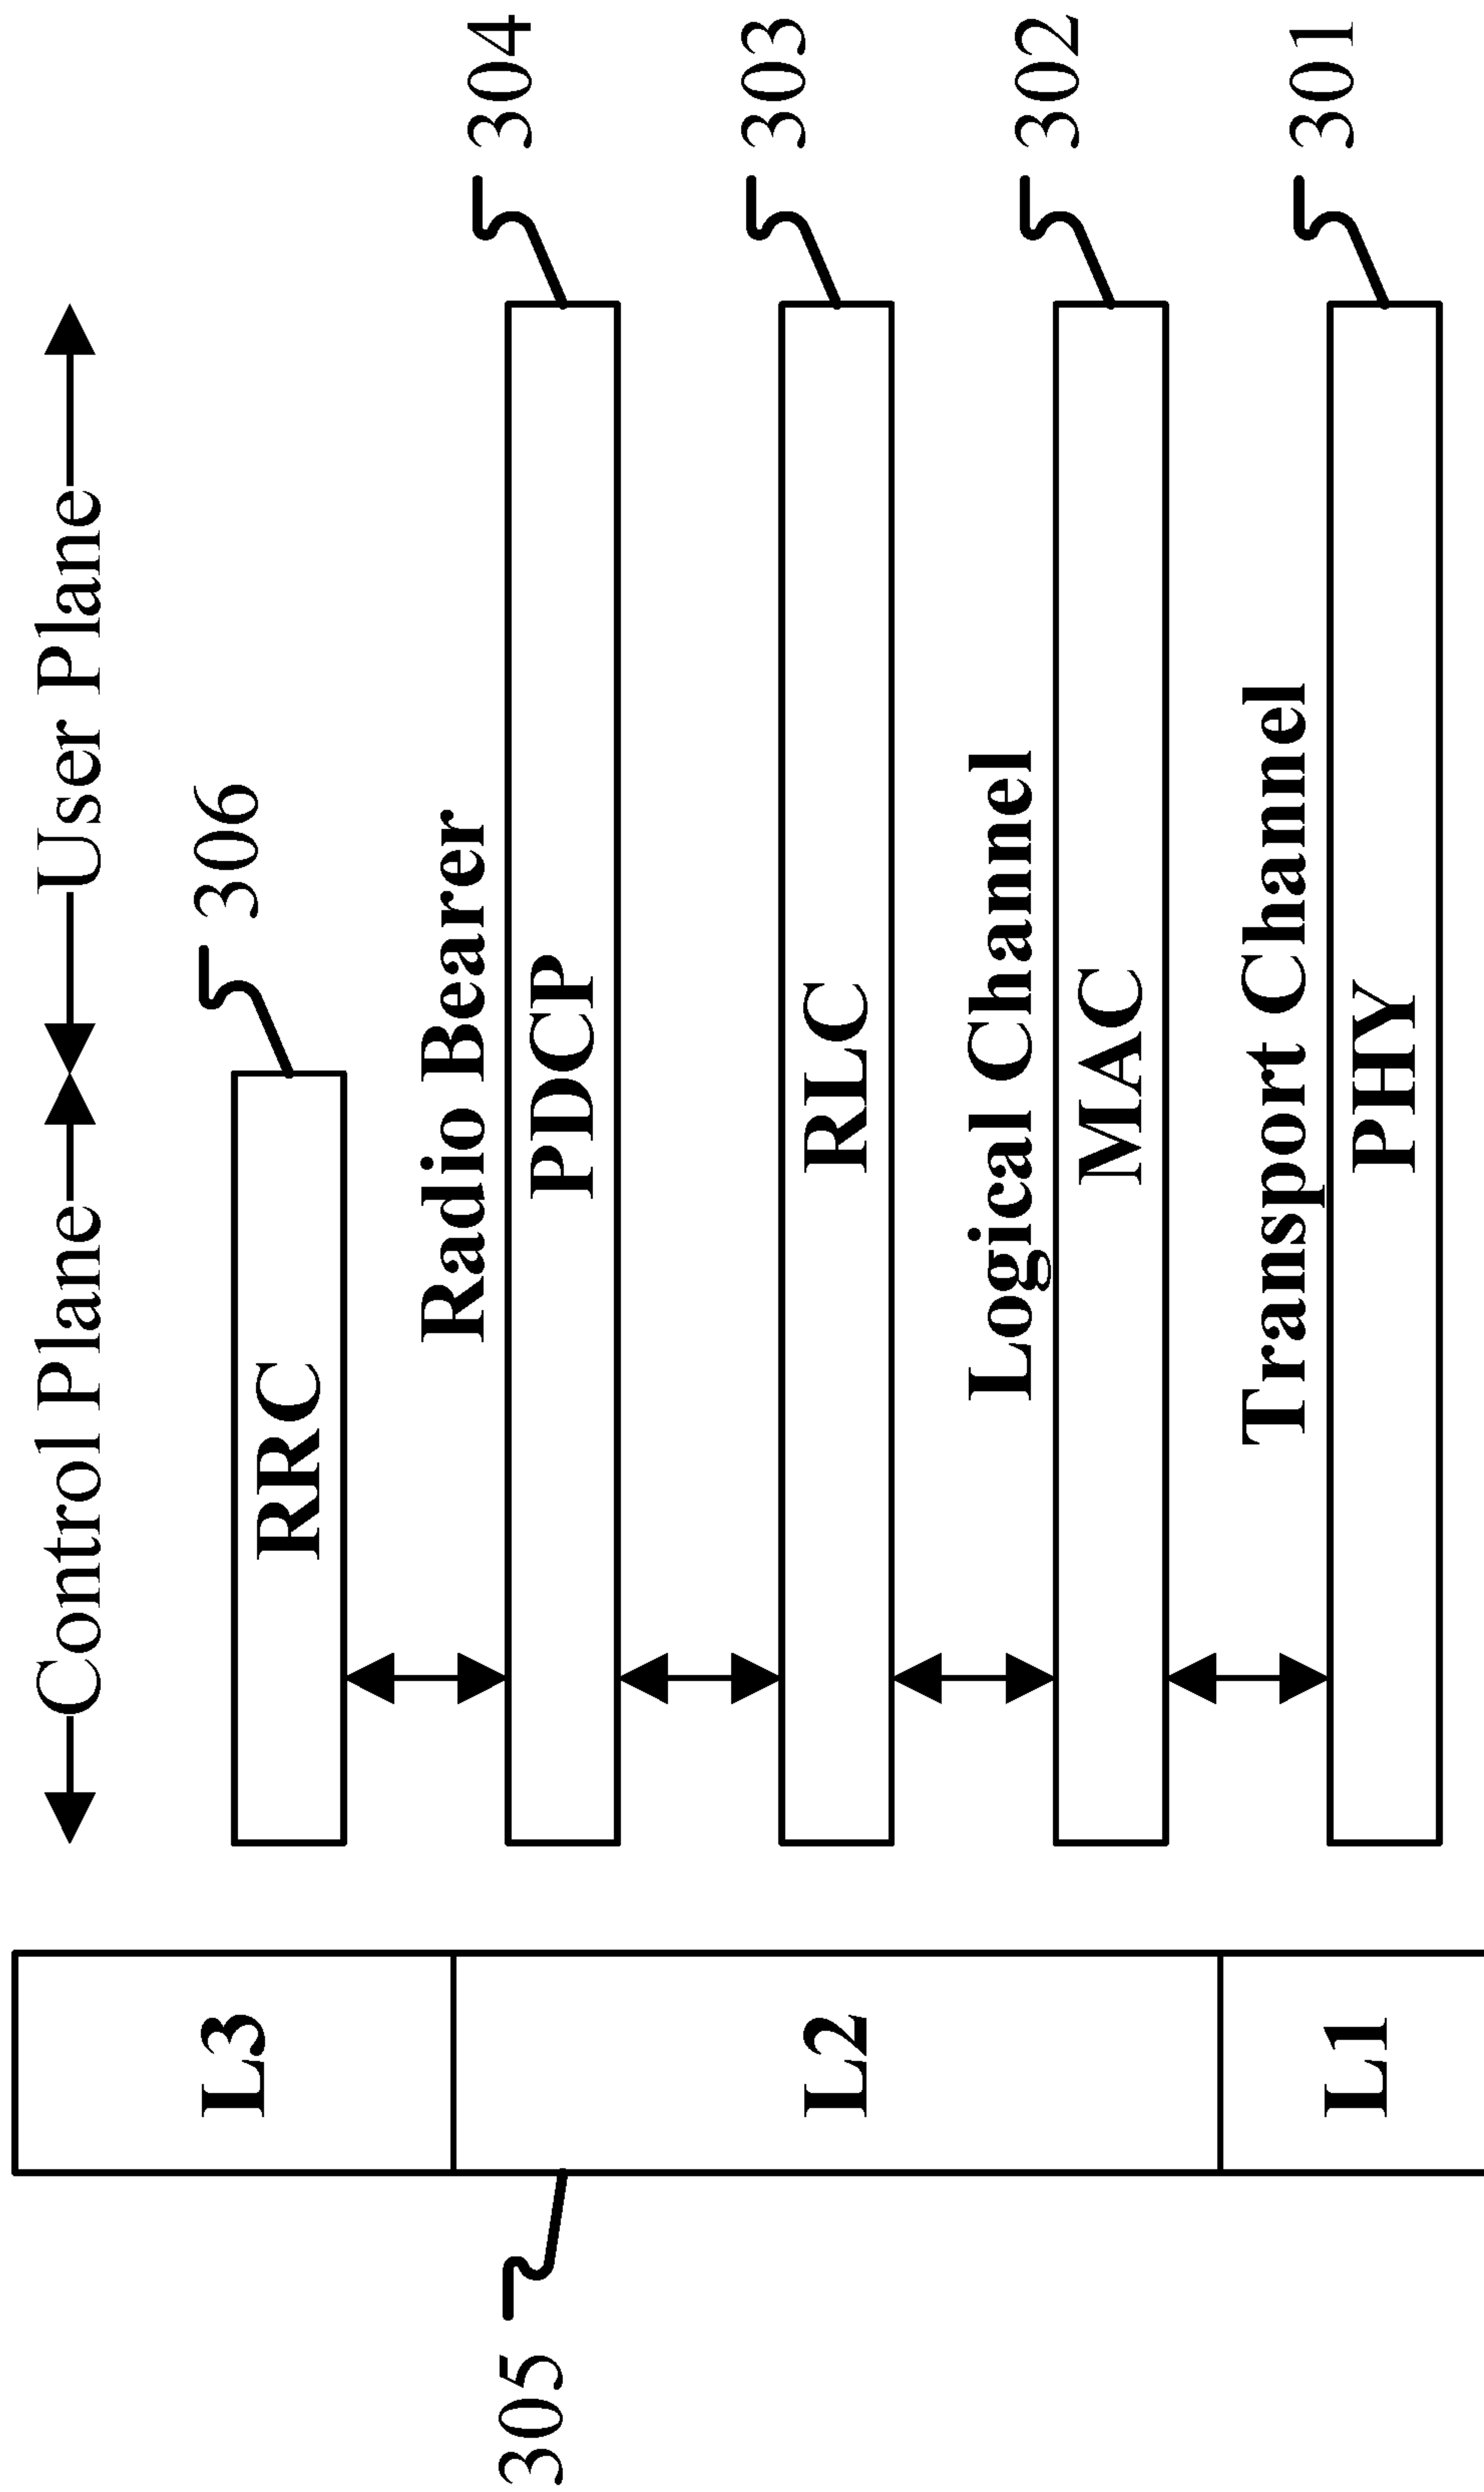 Control Plane User Plane
306
L3
RRC
Radio Bearer
304
305
PDCP
303
L2
RLC
Logical Channel
302
MAC
Transport Channel
301
L1
PHY